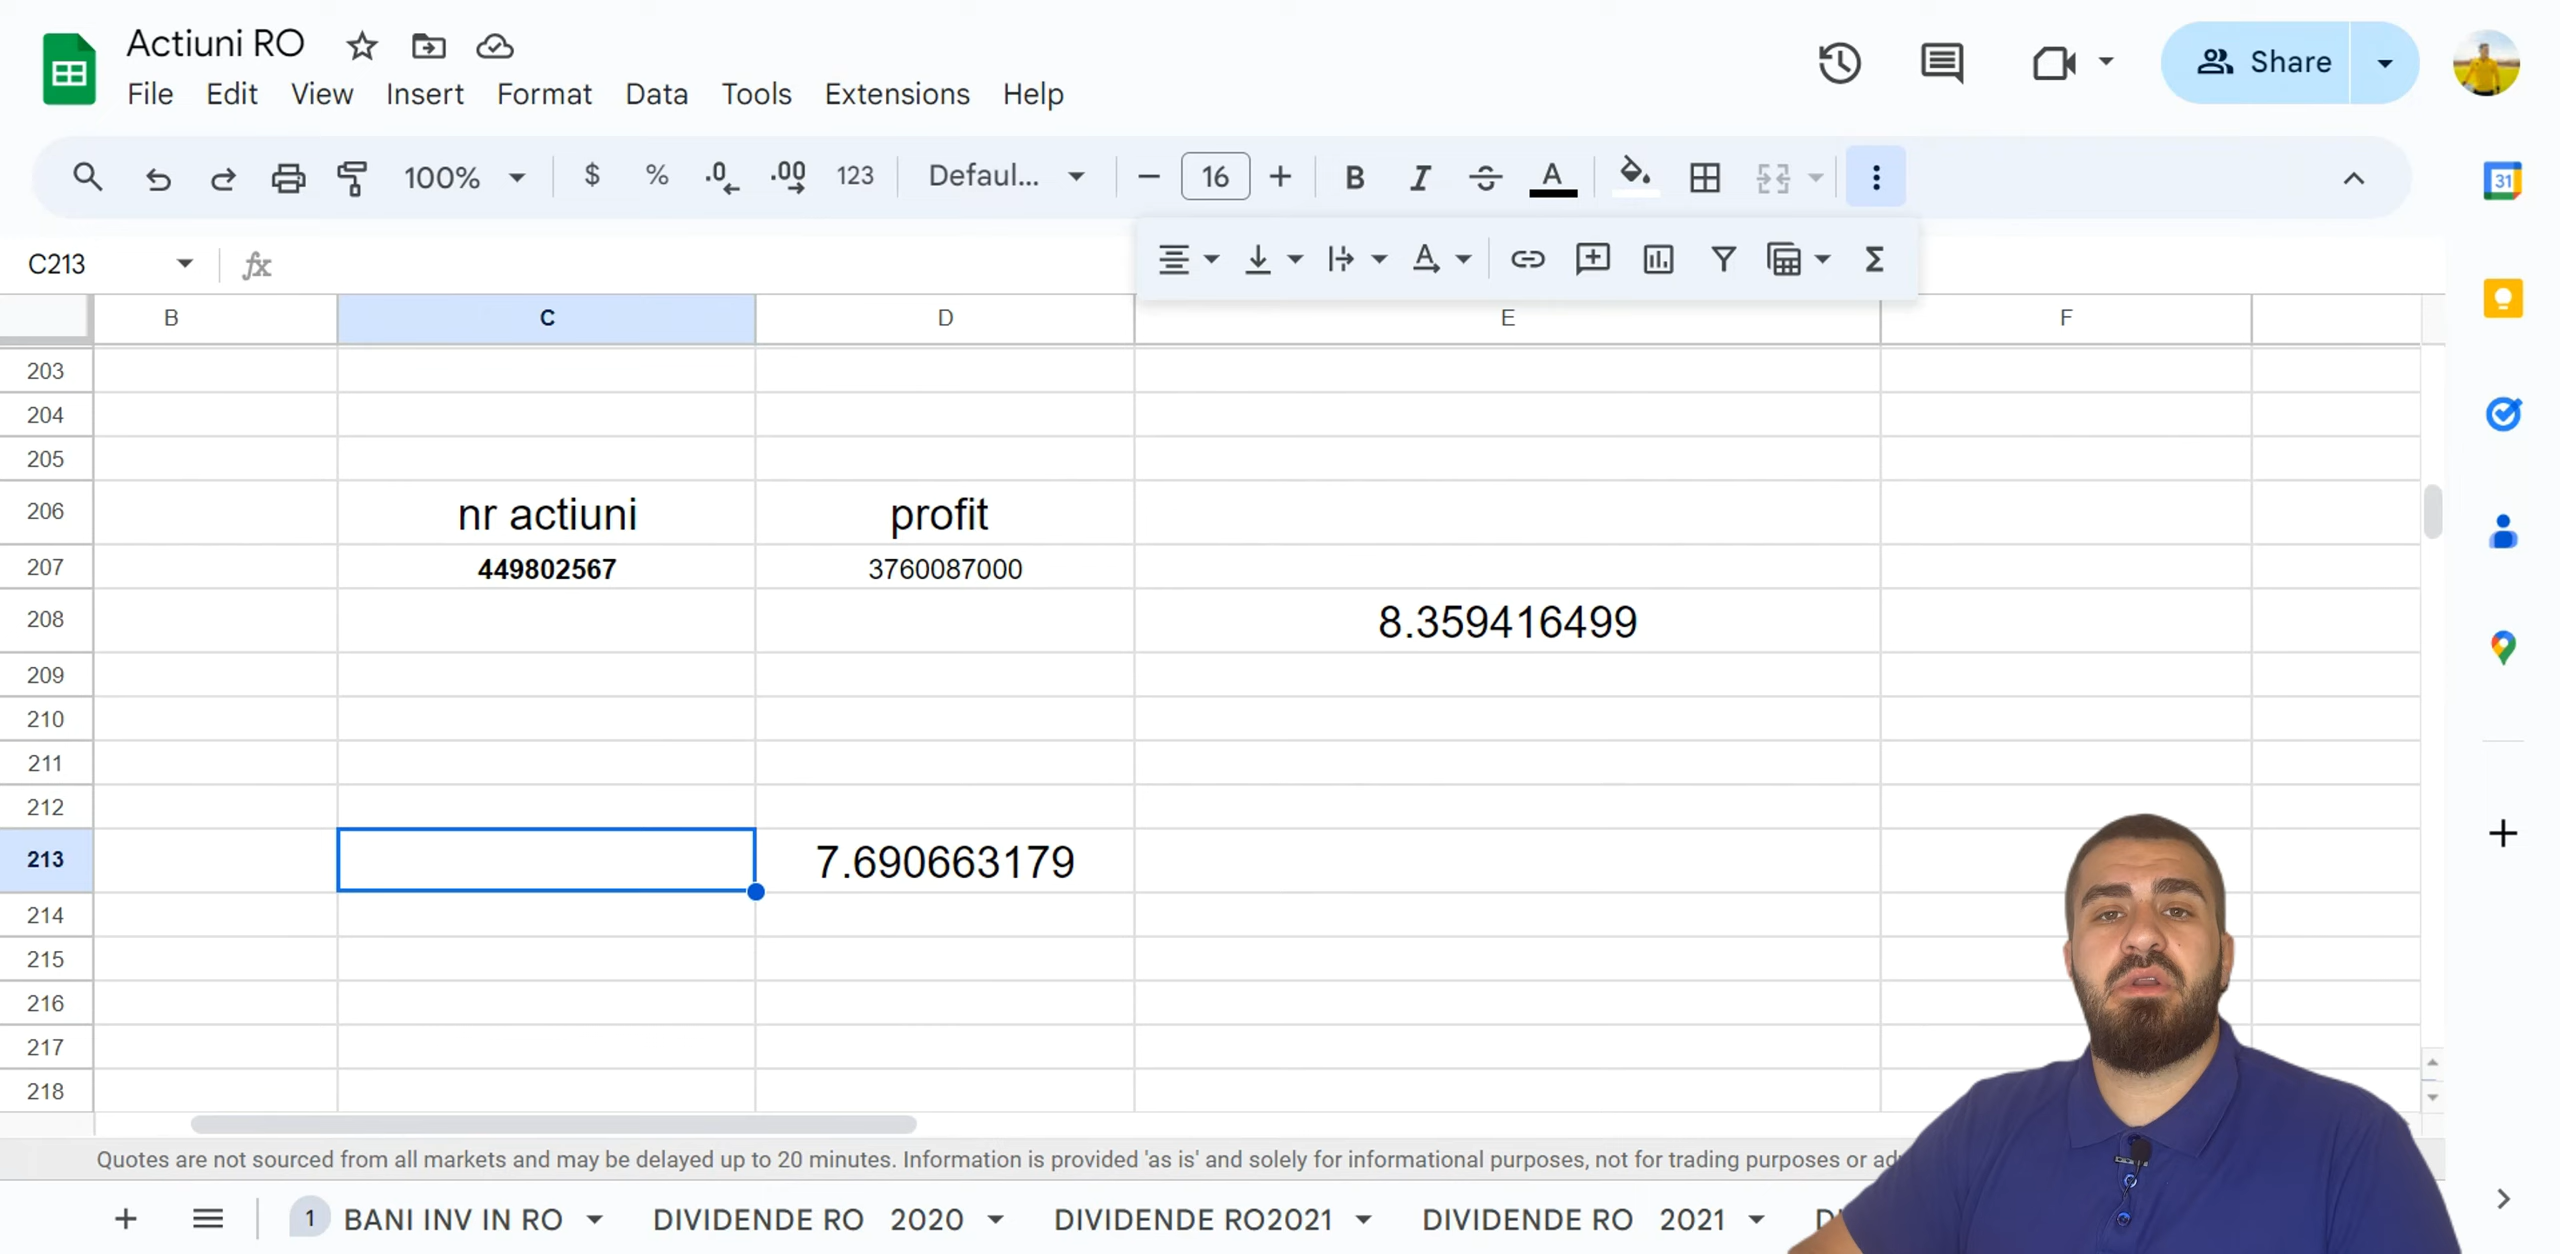 Actiuni RO
File Edit View Insert Format Data Tools Extensions Help
Share
100% $ % .0 .00 123 Defaul... 16 B I A
31
C213 fx
A Σ
B C D E F
203
204
205
206 nr actiuni profit
207 449802567 3760087000
208 8.359416499
209
210
211
212
213 7.690663179
214
215
216
217
218
Quotes are not sourced from all markets and may be delayed up to 20 minutes. Information is provided 'as is' and solely for informational purposes, not for trading purposes or
1 BANI INV IN RO DIVIDENDE RO 2020 DIVIDENDE RO2021 DIVIDENDE RO 2021